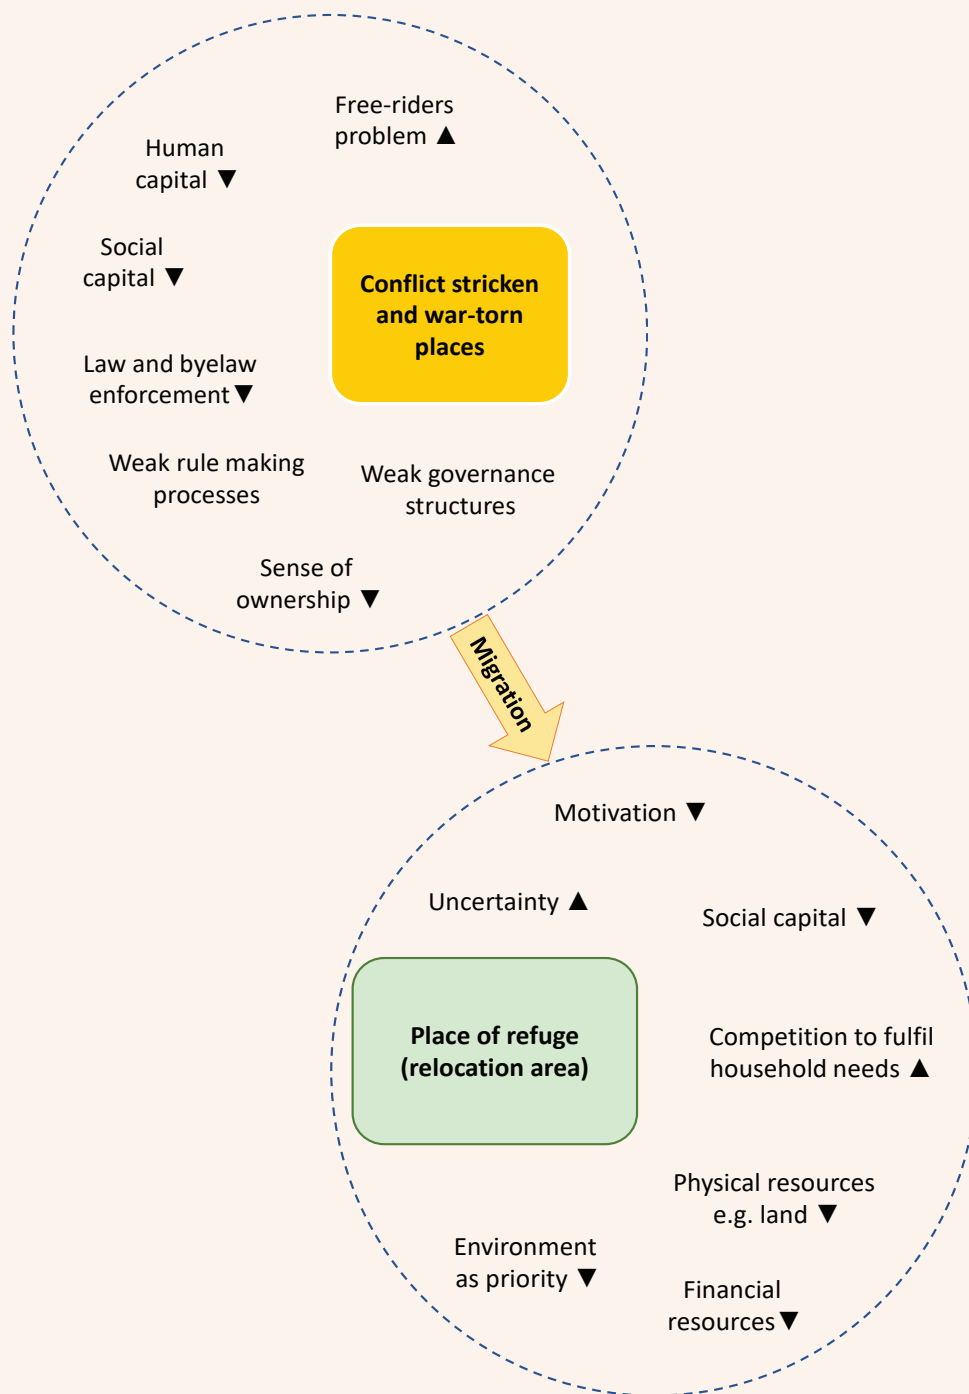 Free-riders
problem ▲
Human
capital ▼
Social
capital ▼
Conflict stricken
and war-torn
places
Law and byelaw
enforcement ▼
Weak rule making
processes
Weak governance
structures
Sense of
ownership ▼
Migration
Motivation ▼
Uncertainty ▲
Social capital ▼
Place of refuge
(relocation area)
Competition to fulfil
household needs ▲
Physical resources
e.g. land ▼
Environment
as priority ▼
Financial
resources ▼